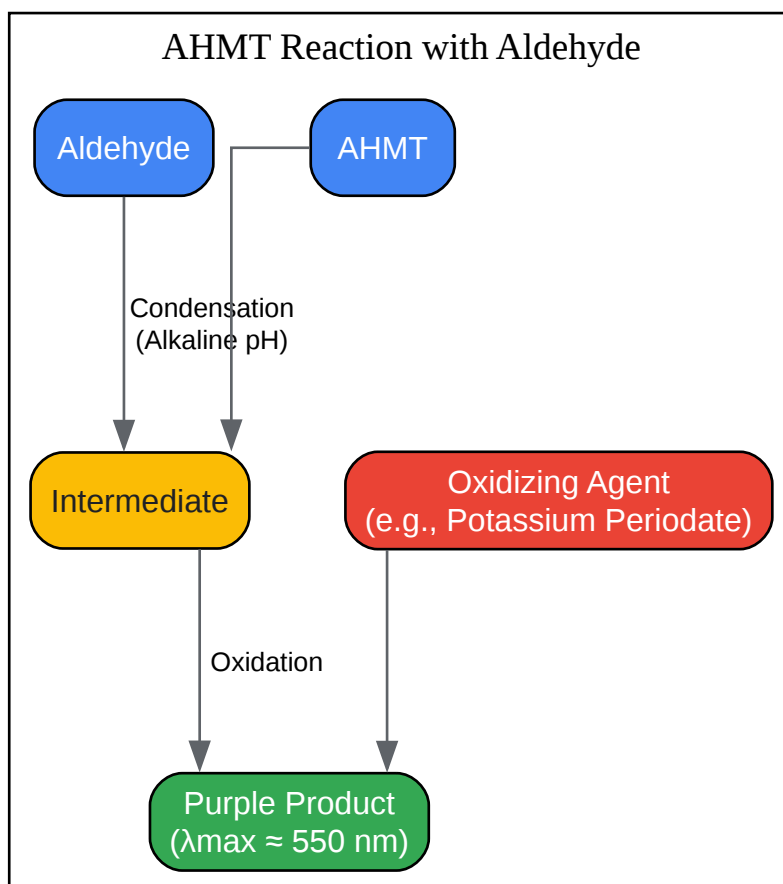 AHMT Reaction with Aldehyde
Aldehyde
AHMT
Condensation
(Alkaline pH)
Intermediate
Oxidizing Agent
(e.g., Potassium Periodate)
Oxidation
Purple Product
(λmax ≈ 550 nm)